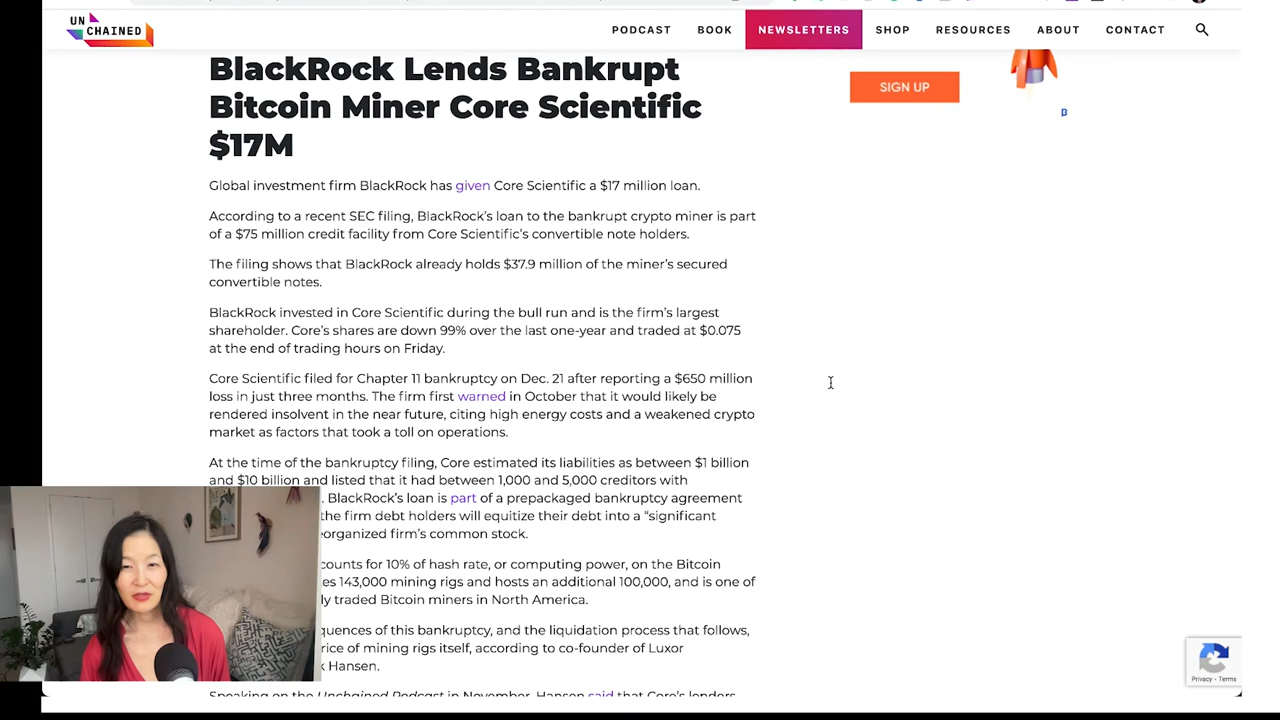 UN
CHAINED
PODCAST BOOK NEWSLETTERS SHOP RESOURCES ABOUT CONTACT
BlackRock Lends Bankrupt
Bitcoin Miner Core Scientific
$17M
SIGN UP
Global investment firm BlackRock has given Core Scientific a $17 million loan.
According to a recent SEC filing, BlackRock’s loan to the bankrupt crypto miner is part
of a $75 million credit facility from Core Scientific’s convertible note holders.
The filing shows that BlackRock already holds $37.9 million of the miner’s secured
convertible notes.
BlackRock invested in Core Scientific during the bull run and is the firm’s largest
shareholder. Core’s shares are down 99% over the last one-year and traded at $0.075
at the end of trading hours on Friday.
Core Scientific filed for Chapter 11 bankruptcy on Dec. 21 after reporting a $650 million
loss in just three months. The firm first warned in October that it would likely be
rendered insolvent in the near future, citing high energy costs and a weakened crypto
market as factors that took a toll on operations.
At the time of the bankruptcy filing, Core estimated its liabilities as between $1 billion
and $10 billion and listed that it had between 1,000 and 5,000 creditors with
. BlackRock’s loan is part of a prepackaged bankruptcy agreement
the firm debt holders will equitize their debt into a “significant
eorganized firm’s common stock.
counts for 10% of hash rate, or computing power, on the Bitcoin
es 143,000 mining rigs and hosts an additional 100,000, and is one of
ly traded Bitcoin miners in North America.
quences of this bankruptcy, and the liquidation process that follows,
rice of mining rigs itself, according to co-founder of Luxor
k Hansen.
Speaking on the Unchained Podcast in November, Hansen said that Core’s lenders
Privacy - Terms